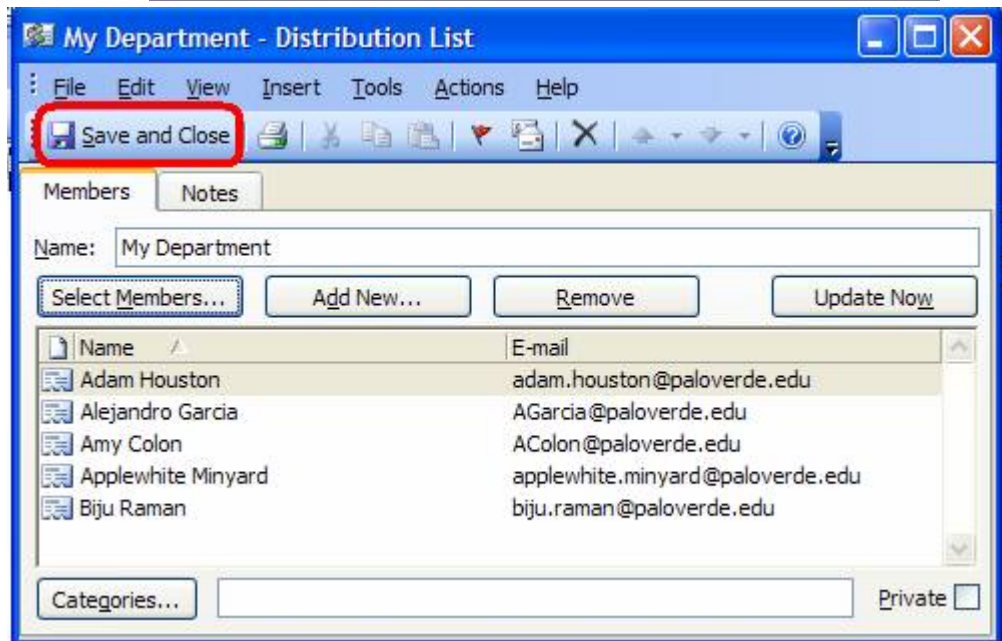 My Department - Distribution List
File Edit View Insert Tools Actions Help
Save and Close
Members Notes
Name: My Department
Select Members... Add New... Remove Update Now
Name E-mail
Adam Houston adam.houston@paloverde.edu
Alejandro Garcia AGarcia@paloverde.edu
Amy Colon AColon@paloverde.edu
Applewhite Minyard applewhite.minyard@paloverde.edu
Biju Raman biju.raman@paloverde.edu
Categories... Private